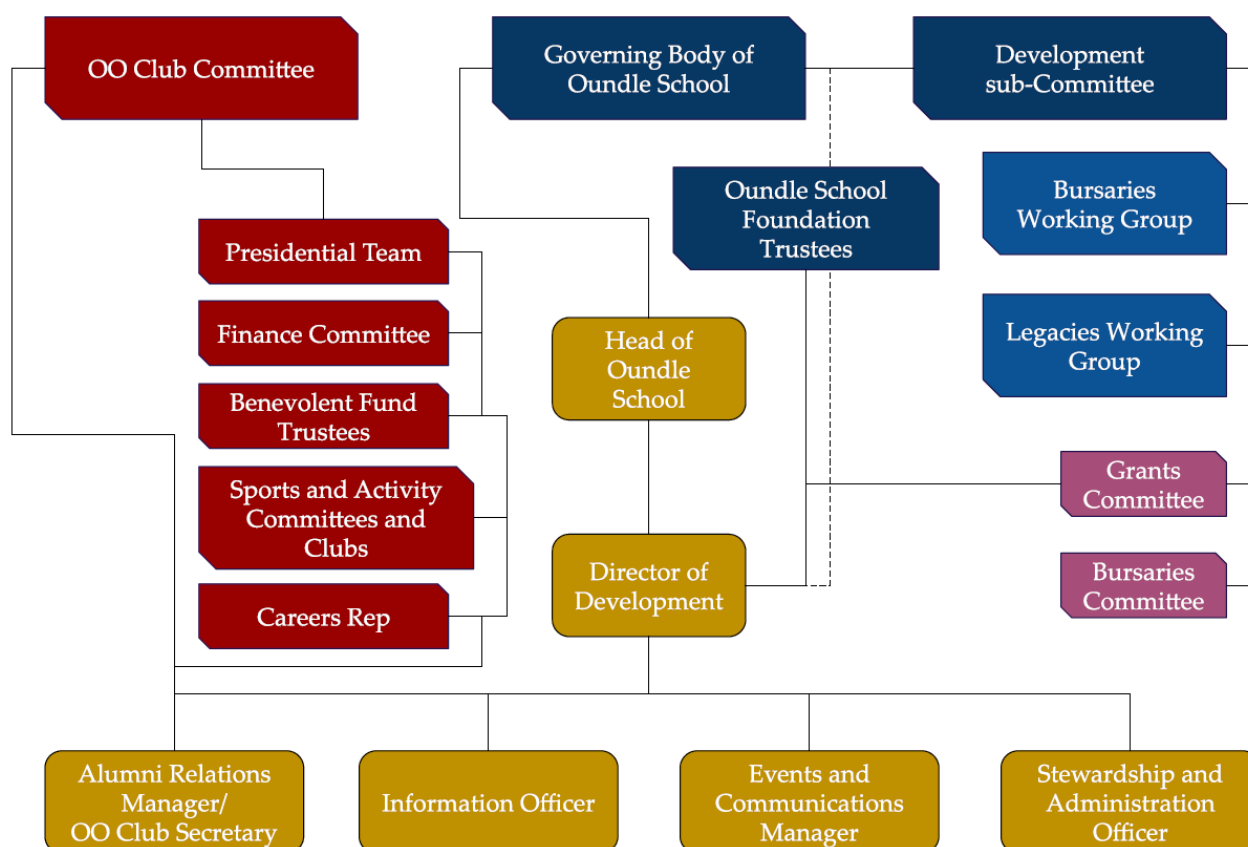 OO Club Committee
Governing Body of
Oundle School
Development
sub-Committee
Oundle School
Foundation
Trustees
Bursaries
Working Group
Presidential Team
Finance Committee
Head of
Oundle
School
Legacies Working
Group
Benevolent Fund
Trustees
Sports and Activity
Committees and
Clubs
Grants
Committee
Careers Rep
Director of
Development
Bursaries
Committee
Alumni Relations
Manager/
OO Club Secretary
Information Officer
Events and
Communications
Manager
Stewardship and
Administration
Officer